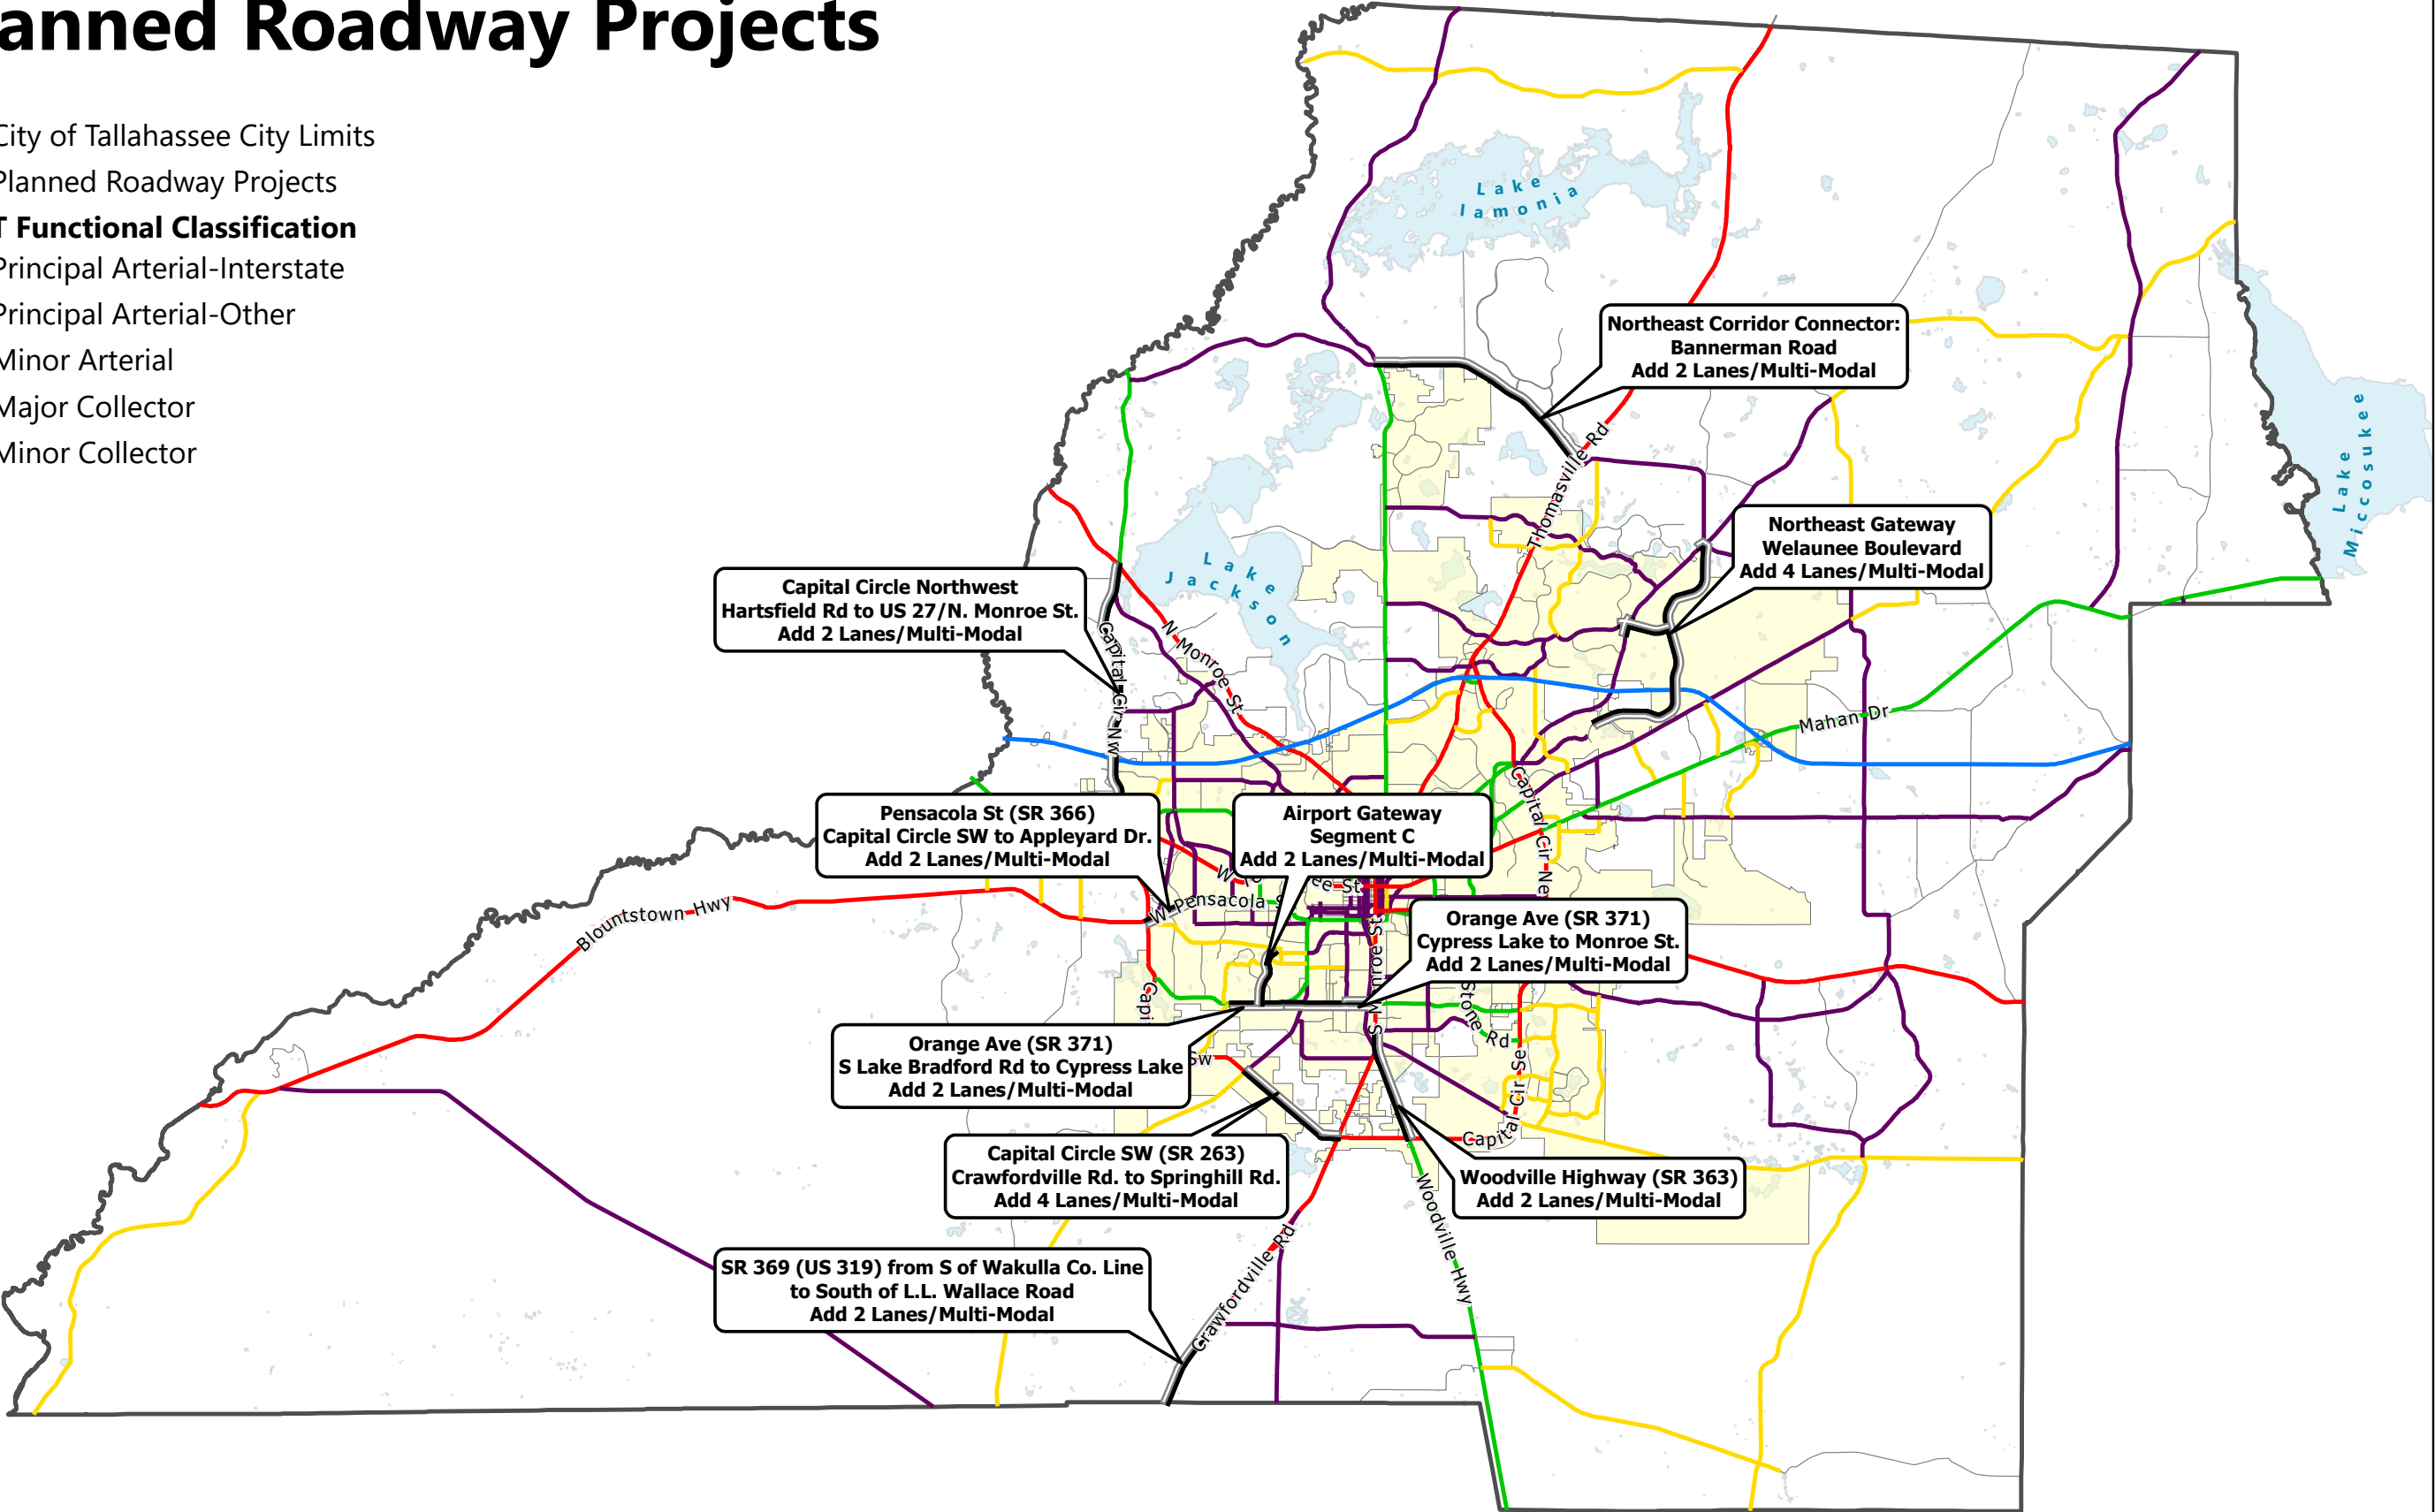 anned Roadway Projects
City of Tallahassee City Limits
Planned Roadway Projects
T Functional Classification
Principal Arterial-Interstate
Principal Arterial-Other
Minor Arterial
Major Collector
Minor Collector
Lake
Iamonia
Northeast Corridor Connector:
Bannerman Road
Add 2 Lanes/Multi-Modal
Thomasville Rd
Lake
Miccosukee
Northeast Gateway
Welaunee Boulevard
Add 4 Lanes/Multi-Modal
Lake
Jackson
Capital Circle Northwest
Hartsfield Rd to US 27/N. Monroe St.
Add 2 Lanes/Multi-Modal
Capital Cir Nw
N Monroe St
Mahan Dr
Capital Cir Ne
Pensacola St (SR 366)
Capital Circle SW to Appleyard Dr.
Add 2 Lanes/Multi-Modal
Airport Gateway
Segment C
Add 2 Lanes/Multi-Modal
W
ee St
W Pensacola S
Blountstown Hwy
Orange Ave (SR 371)
Cypress Lake to Monroe St.
Add 2 Lanes/Multi-Modal
S Monroe St
Capi
Stone Rd
Orange Ave (SR 371)
S Lake Bradford Rd to Cypress Lake
Add 2 Lanes/Multi-Modal
Sw
Capital Cir Se
Capital Circle SW (SR 263)
Crawfordville Rd. to Springhill Rd.
Add 4 Lanes/Multi-Modal
Woodville Highway (SR 363)
Add 2 Lanes/Multi-Modal
Woodville Hwy
SR 369 (US 319) from S of Wakulla Co. Line
to South of L.L. Wallace Road
Add 2 Lanes/Multi-Modal
Crawfordville Rd